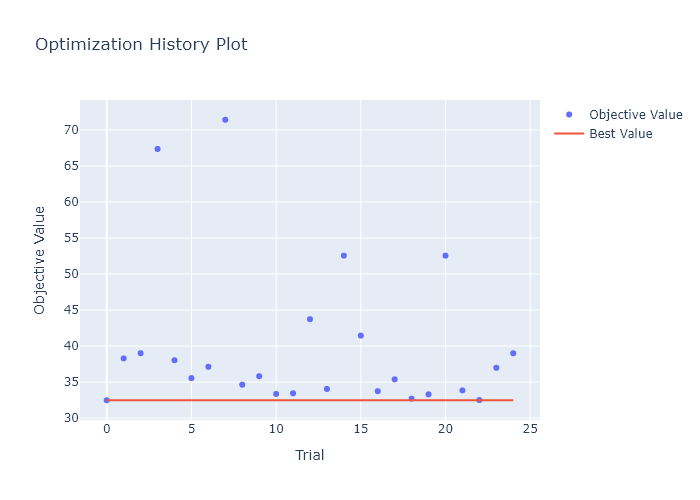 Optimization History Plot
Objective Value
Best Value
70
65
60
55
50
45
40
35
30
Objective Value
0 5 10 15 20 25
Trial